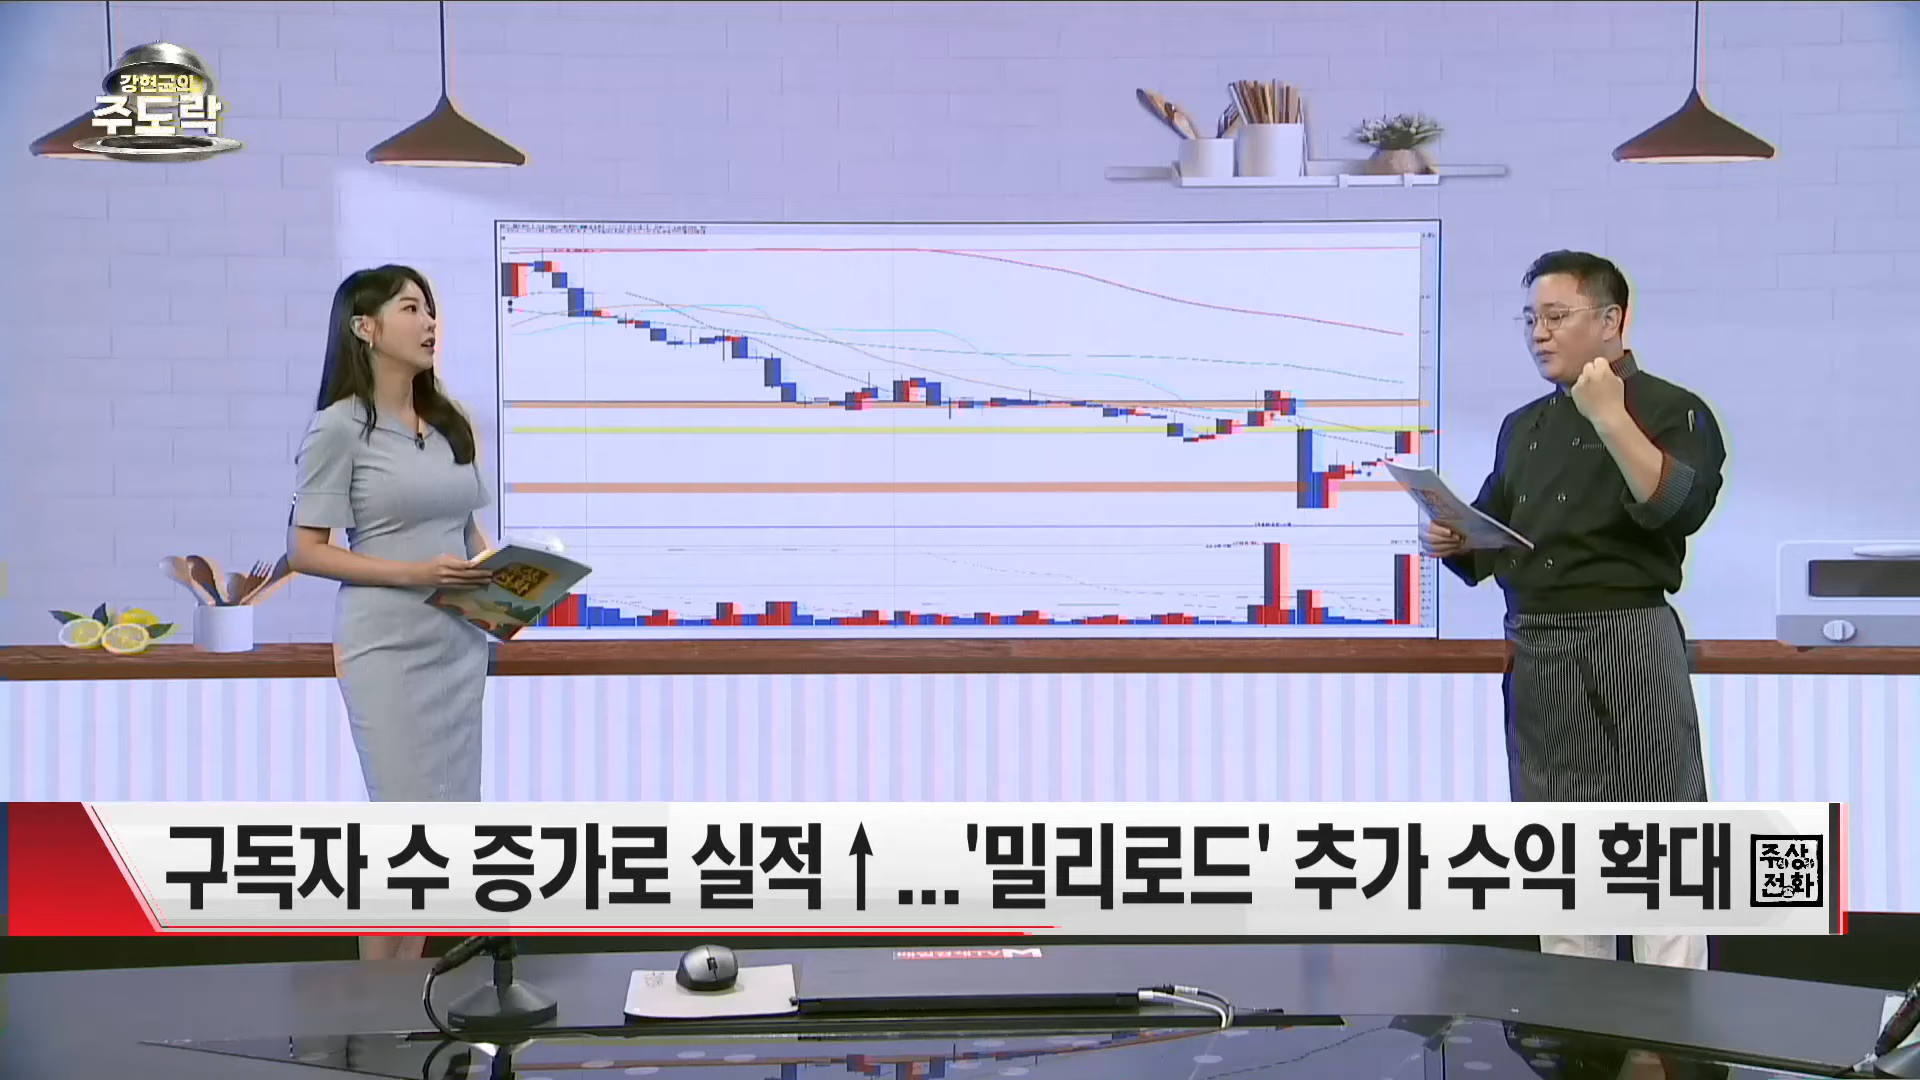 강현균의
주도락
구독자 수 증가로 실적↑...'밀리로드' 추가 수익 확대
주상
전화